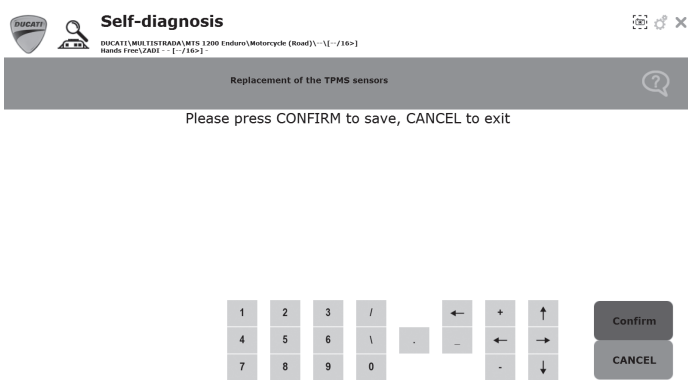 DUCATI
Self-diagnosis
DUCATI\MULTISTRADA\MTS 1200 Enduro\Motorcycle (Road)\--\[--/16>]
Hands Free\ZADI - - [--/16>] -
Replacement of the TPMS sensors
Please press CONFIRM to save, CANCEL to exit
1 2 3 / ← + ↑
Confirm
4 5 6 \ . _ ← →
7 8 9 0 - ↓
CANCEL